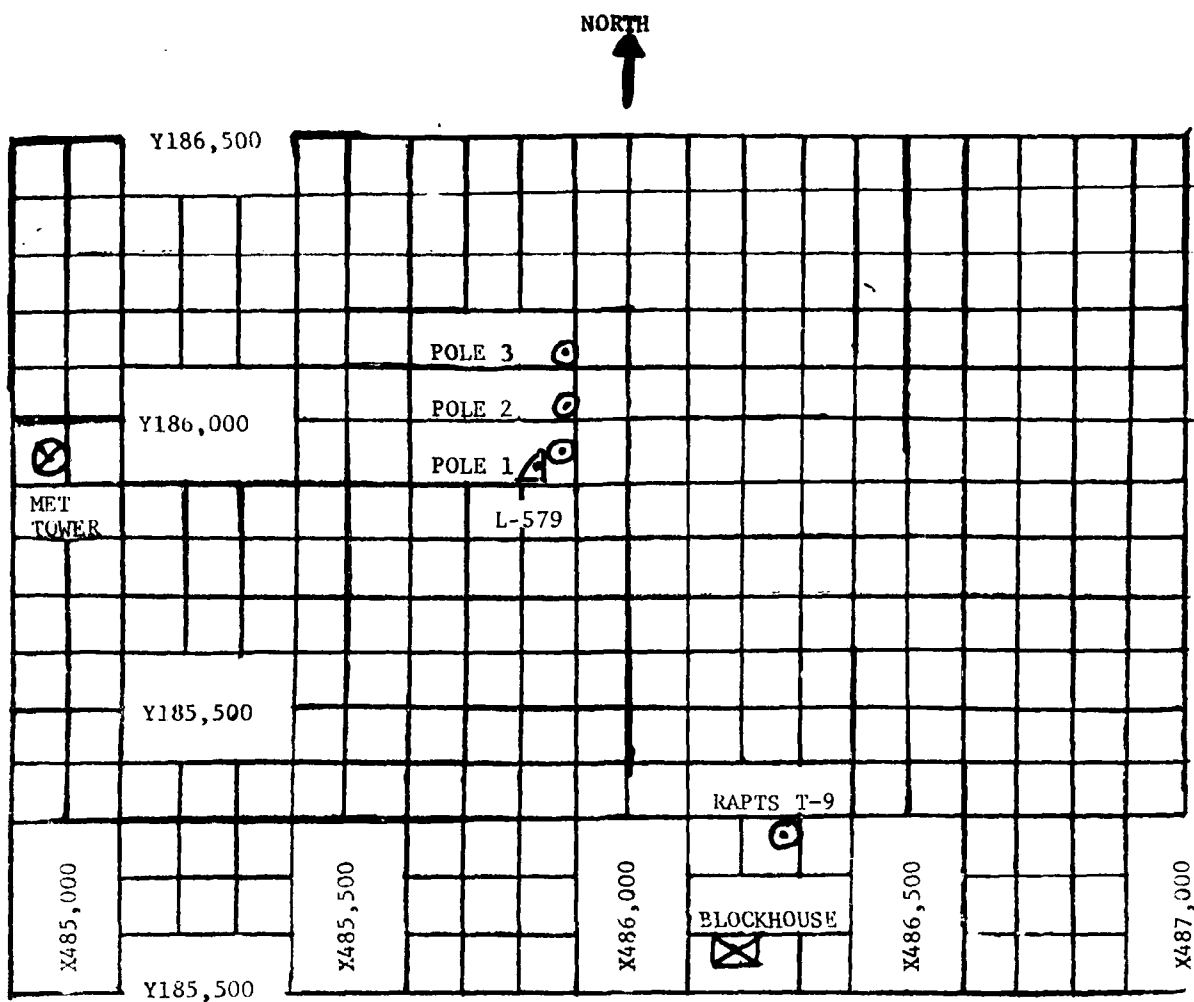 NORTH
Y186,500
POLE 3
POLE 2
Y186,000
POLE 1
MET
TOWER
L-579
Y185,500
RAPTS T-9
X485,000
X485,500
X486,000
BLOCKHOUSE
X486,500
X487,000
Y185,500